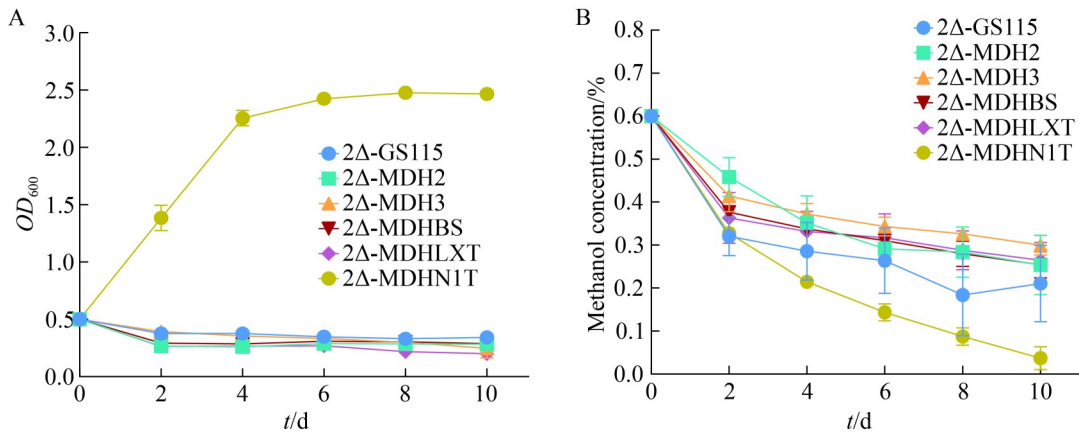 A
OD600
3.0
2.5
2.0
1.5
1.0
0.5
0.0
2Δ-GS115
2Δ-MDH2
2Δ-MDH3
2Δ-MDHBS
2Δ-MDHLXT
2Δ-MDHN1T
0 2 4 6 8 10
t/d
B
Methanol concentration/%
0.8
0.7
0.6
0.5
0.4
0.3
0.2
0.1
0.0
2Δ-GS115
2Δ-MDH2
2Δ-MDH3
2Δ-MDHBS
2Δ-MDHLXT
2Δ-MDHN1T
0 2 4 6 8 10
t/d